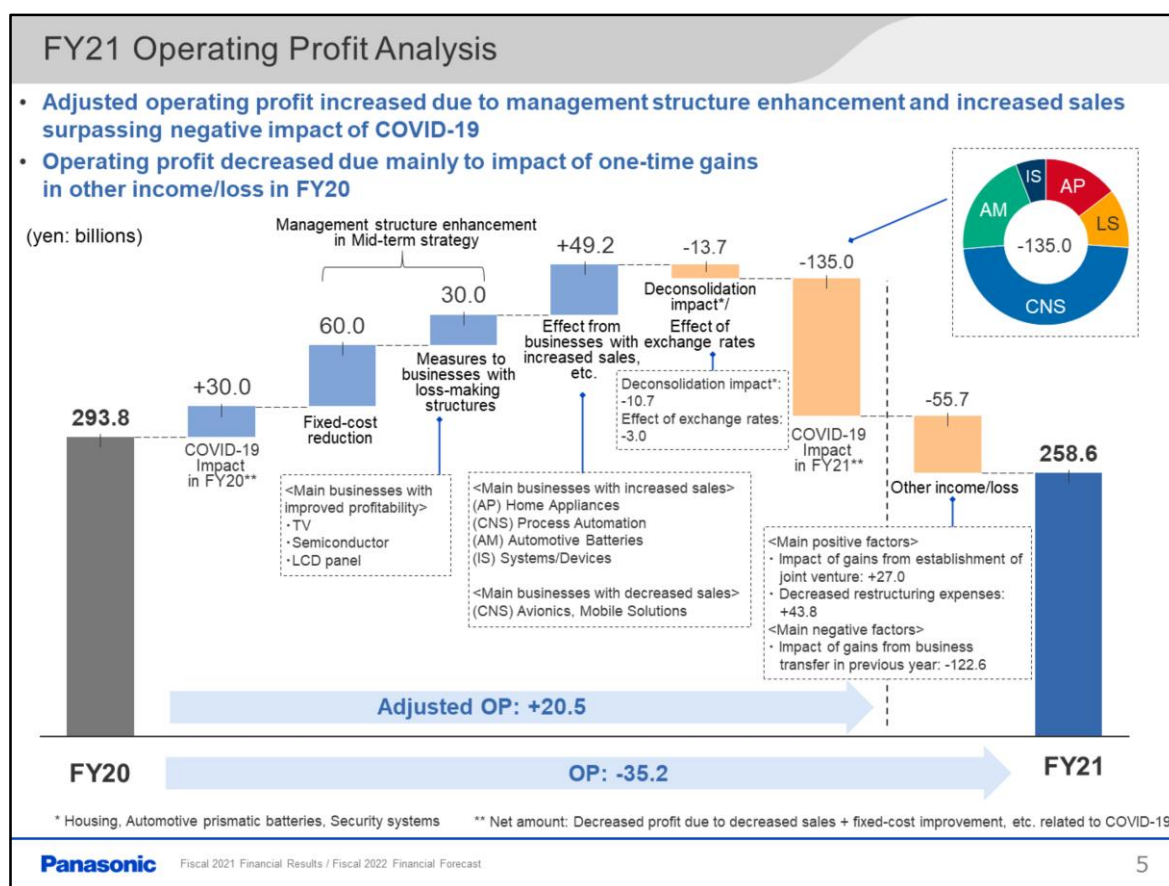 FY21 Operating Profit Analysis
• Adjusted operating profit increased due to management structure enhancement and increased sales
surpassing negative impact of COVID-19
• Operating profit decreased due mainly to impact of one-time gains
in other income/loss in FY20
(yen: billions)
IS
AP
AM
LS
-135.0
CNS
Management structure enhancement
in Mid-term strategy
293.8
+30.0
COVID-19
Impact
in FY20**
60.0
Fixed-cost
reduction
30.0
Measures to
businesses with
loss-making
structures
+49.2
Effect from
businesses with
increased sales,
etc.
-13.7
Deconsolidation
impact*/
Effect of
exchange rates
-135.0
COVID-19
Impact
in FY21**
-55.7
Other income/loss
258.6
<Main businesses with
improved profitability>
・TV
・Semiconductor
・LCD panel
<Main businesses with increased sales>
(AP) Home Appliances
(CNS) Process Automation
(AM) Automotive Batteries
(IS) Systems/Devices
<Main businesses with decreased sales>
(CNS) Avionics, Mobile Solutions
Deconsolidation impact*:
-10.7
Effect of exchange rates:
-3.0
<Main positive factors>
・ Impact of gains from establishment of
joint venture: +27.0
・ Decreased restructuring expenses:
+43.8
<Main negative factors>
・ Impact of gains from business
transfer in previous year: -122.6
Adjusted OP: +20.5
FY20
OP: -35.2
FY21
* Housing, Automotive prismatic batteries, Security systems
** Net amount: Decreased profit due to decreased sales + fixed-cost improvement, etc. related to COVID-19
Panasonic
Fiscal 2021 Financial Results / Fiscal 2022 Financial Forecast
5